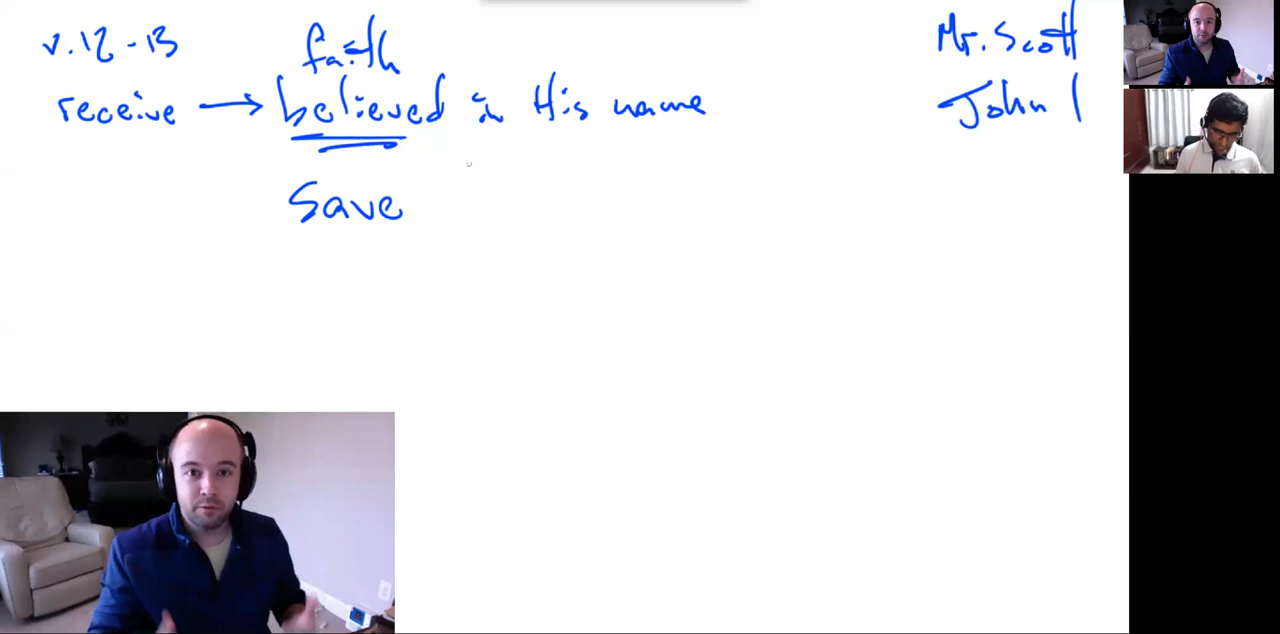 v.12-13
faith
receive → believed in His name
Save
Mr. Scott
John 1